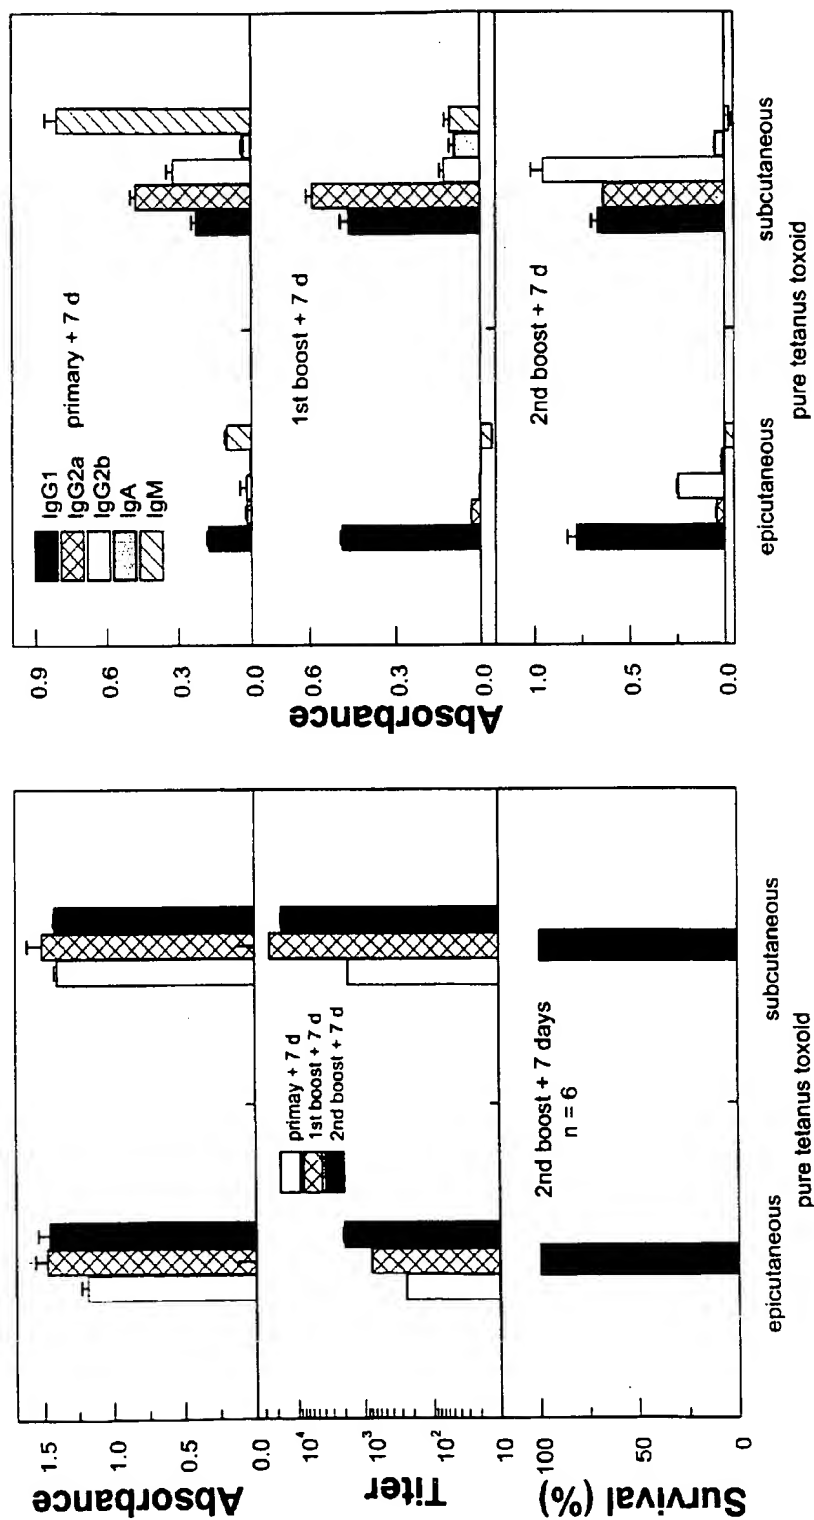 Absorbance
1.5
1.0
0.5
0.0
Titer
10⁴
10³
10²
10
primay + 7 d
1st boost + 7 d
2nd boost + 7 d
Survival (%)
100
50
0
2nd boost + 7 days
n = 6
epicutaneous
subcutaneous
pure tetanus toxoid
Absorbance
0.9
0.6
0.3
0.0
IgG1
IgG2a
IgG2b
IgA
IgM
primary + 7 d
0.6
0.3
0.0
1st boost + 7 d
1.0
0.5
0.0
2nd boost + 7 d
epicutaneous
subcutaneous
pure tetanus toxoid